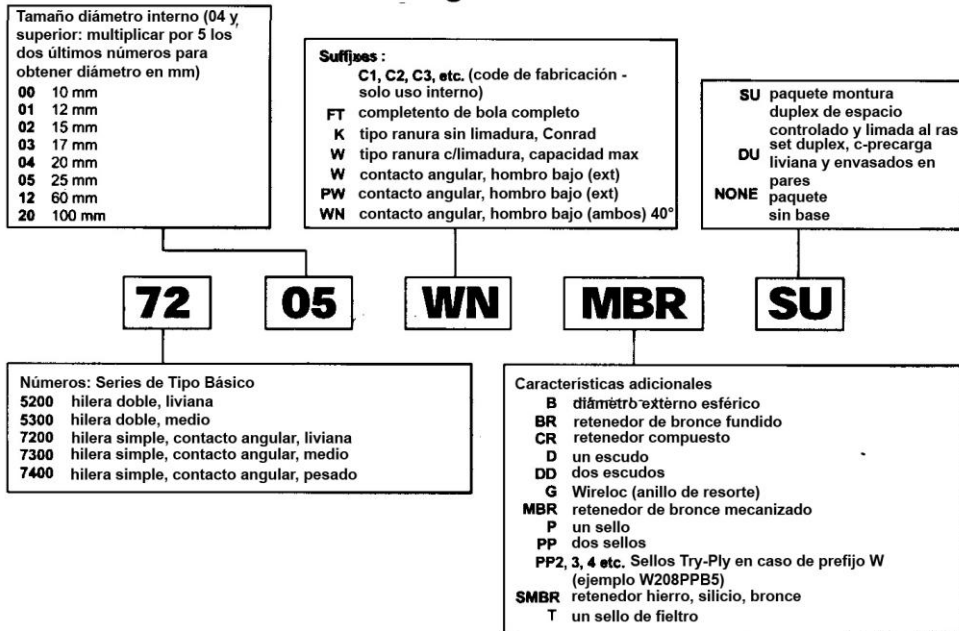 Tamaño diámetro interno (04 y,
superior: multiplicar por 5 los
dos últimos números para
obtener diámetro en mm)
00 10 mm
01 12 mm
02 15 mm
03 17 mm
04 20 mm
05 25 mm
12 60 mm
20 100 mm
Suffixes :
C1, C2, C3, etc. (code de fabricación -
solo uso interno)
FT completento de bola completo
K tipo ranura sin limadura, Conrad
W tipo ranura c/limadura, capacidad max
W contacto angular, hombro bajo (ext)
PW contacto angular, hombro bajo (ext)
WN contacto angular, hombro bajo (ambos) 40°
SU paquete montura
duplex de espacio
controlado y limada al ras
DU set duplex, c-precarga
liviana y envasados en
pares
NONE paquete
sin base
72 05 WN MBR SU
Números: Series de Tipo Básico
5200 hilera doble, liviana
5300 hilera doble, medio
7200 hilera simple, contacto angular, liviana
7300 hilera simple, contacto angular, medio
7400 hilera simple, contacto angular, pesado
Características adicionales
B diámetro externo esférico
BR retenedor de bronce fundido
CR retenedor compuesto
D un escudo
DD dos escudos
G Wireloc (anillo de resorte)
MBR retenedor de bronce mecanizado
P un sello
PP dos sellos
PP2, 3, 4 etc. Sellos Try-Ply en caso de prefijo W
(ejemplo W208PPB5)
SMBR retenedor hierro, silicio, bronce
T un sello de fieltro